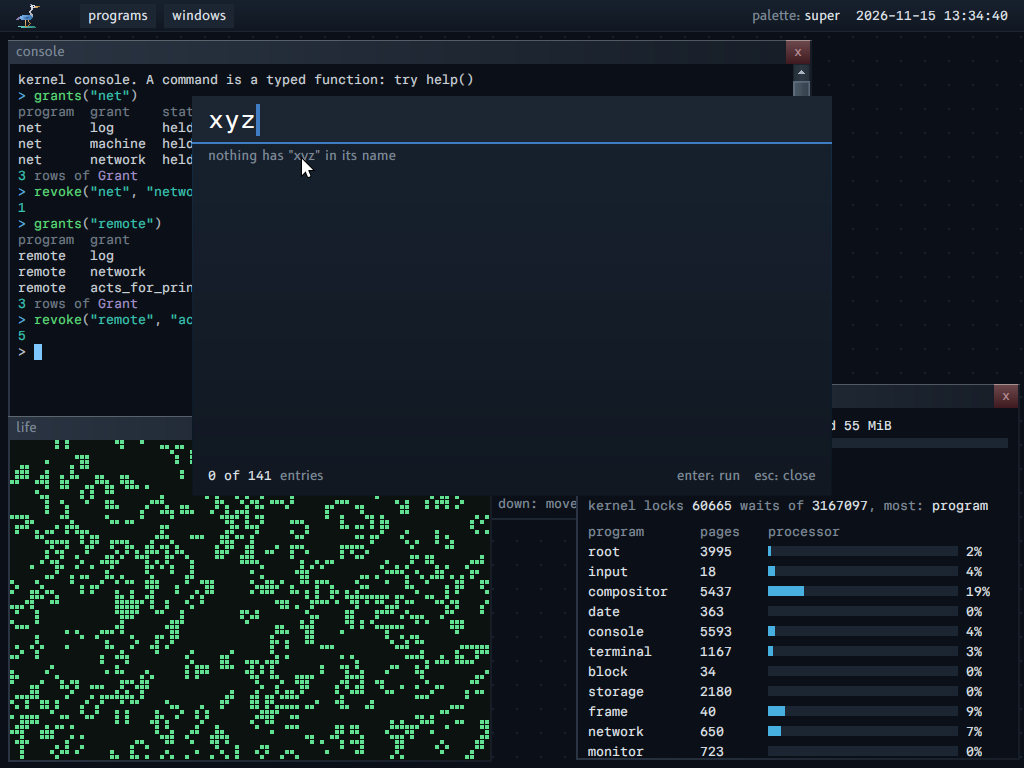 programs windows palette: super 2026-11-15 13:34:40
console x
kernel console. A command is a typed function: try help()
> grants("net")
program grant stat
net log held
net machine held
net network held
3 rows of Grant
> revoke("net", "netwo
1
> grants("remote")
program grant
remote log
remote network
remote acts_for_prin
3 rows of Grant
> revoke("remote", "ac
5
>
xyz
nothing has "xyz" in its name
0 of 141 entries enter: run esc: close
life
down: move
x
d 55 MiB
kernel locks 60665 waits of 3167097, most: program
program pages processor
root 3995 2%
input 18 4%
compositor 5437 19%
date 363 0%
console 5593 4%
terminal 1167 3%
block 34 0%
storage 2180 0%
frame 40 9%
network 650 7%
monitor 723 0%